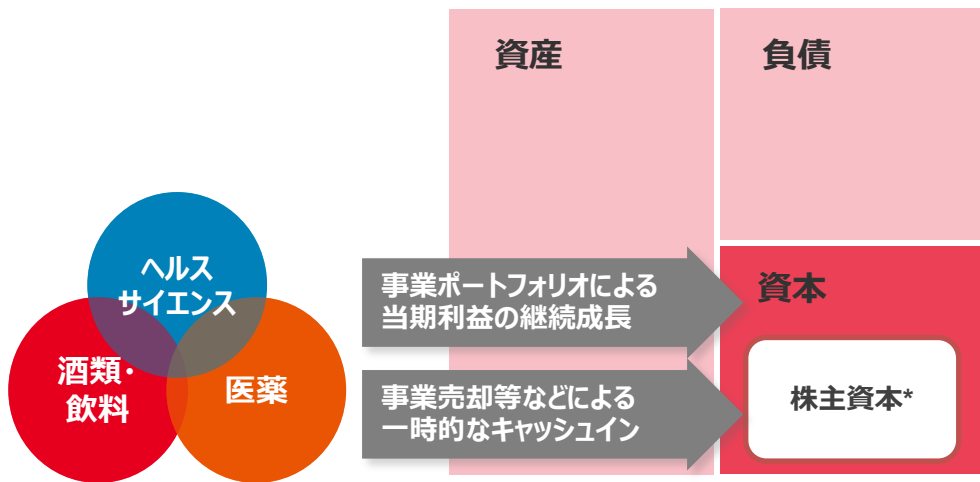 資産
負債
ヘルス
サイエンス
酒類・
飲料
医薬
事業ポートフォリオによる
当期利益の継続成長
事業売却等などによる
一時的なキャッシュイン
資本
株主資本*